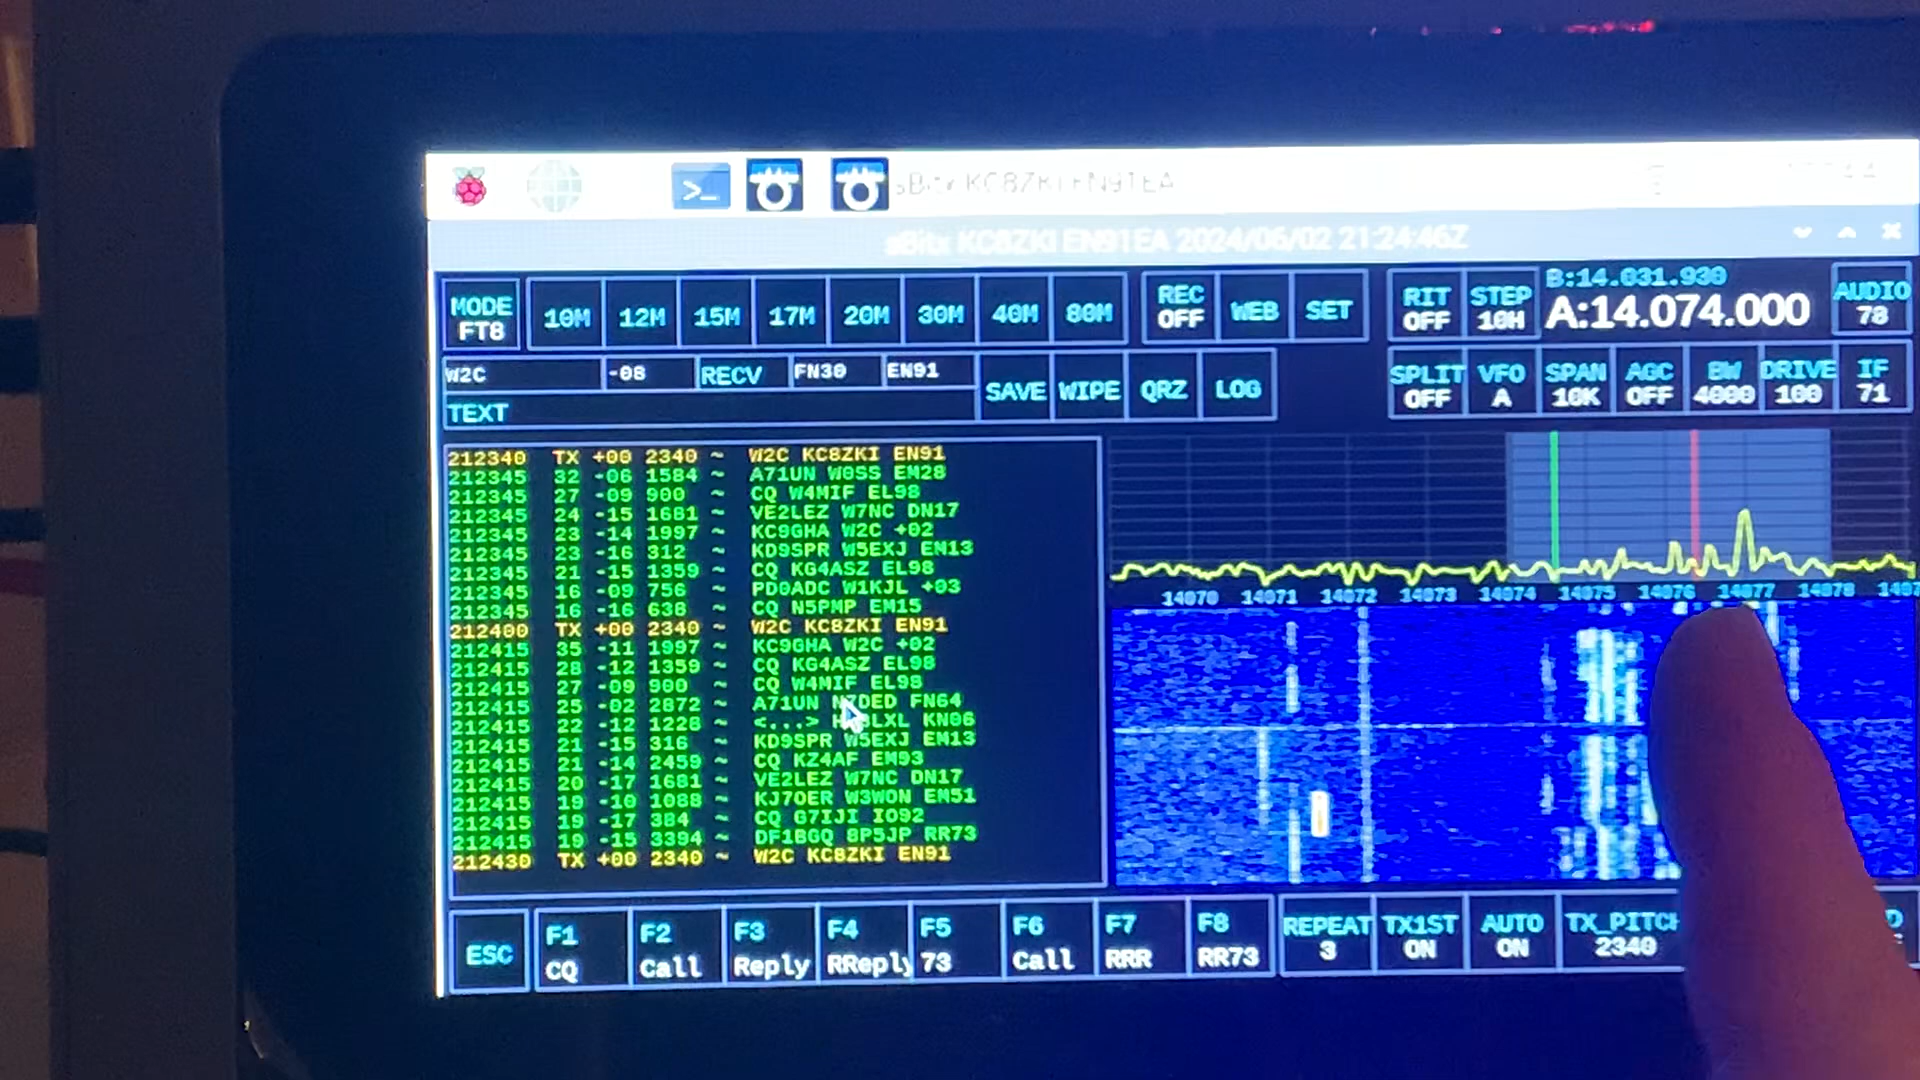 sBitx KC8ZKI EN91EA
sBitx KC8ZKI EN91EA 2024/06/02 21:24:46Z
MODE FT8 10M 12M 15M 17M 20M 30M 40M 80M REC OFF WEB SET RIT OFF STEP 10H B:14.031.930 A:14.074.000 AUDIO 78
W2C -08 RECV FN30 EN91 SAVE WIPE QRZ LOG SPLIT OFF VFO A SPAN 10K AGC OFF BW 4000 DRIVE 100 IF 71
TEXT
212340 TX +00 2340 ~ W2C KC8ZKI EN91
212345 32 -06 1584 ~ A71UN W0SS EM28
212345 27 -09 900 ~ CQ W4MIF EL98
212345 24 -15 1681 ~ VE2LEZ W7NC DN17
212345 23 -14 1997 ~ KC9GHA W2C +02
212345 23 -16 312 ~ KD9SPR W5EXJ EM13
212345 21 -15 1359 ~ CQ KG4ASZ EL98
212345 16 -09 756 ~ PD0ADC W1KJL +03
212345 16 -16 638 ~ CQ N5PMP EM15
212400 TX +00 2340 ~ W2C KC8ZKI EN91
212415 35 -11 1997 ~ KC9GHA W2C +02
212415 28 -12 1359 ~ CQ KG4ASZ EL98
212415 27 -09 900 ~ CQ W4MIF EL98
212415 25 -02 2872 ~ A71UN FN64
212415 22 -12 1228 ~ <...> KN06
212415 21 -15 316 ~ KD9SPR W5EXJ EM13
212415 21 -14 2459 ~ CQ KZ4AF EM93
212415 20 -17 1681 ~ VE2LEZ W7NC DN17
212415 19 -10 1088 ~ KJ7OER W3WON EM51
212415 19 -17 384 ~ CQ G7IJI IO92
212415 19 -15 3394 ~ DF1BGQ 8P5JP RR73
212430 TX +00 2340 ~ W2C KC8ZKI EN91
14070 14071 14072 14073 14074 14075 14076 14077 14078 1407
ESC F1 CQ F2 Call F3 Reply F4 RReply F5 73 F6 Call F7 RRR F8 RR73 REPEAT 3 TX1ST ON AUTO ON TX_PITCH 2340